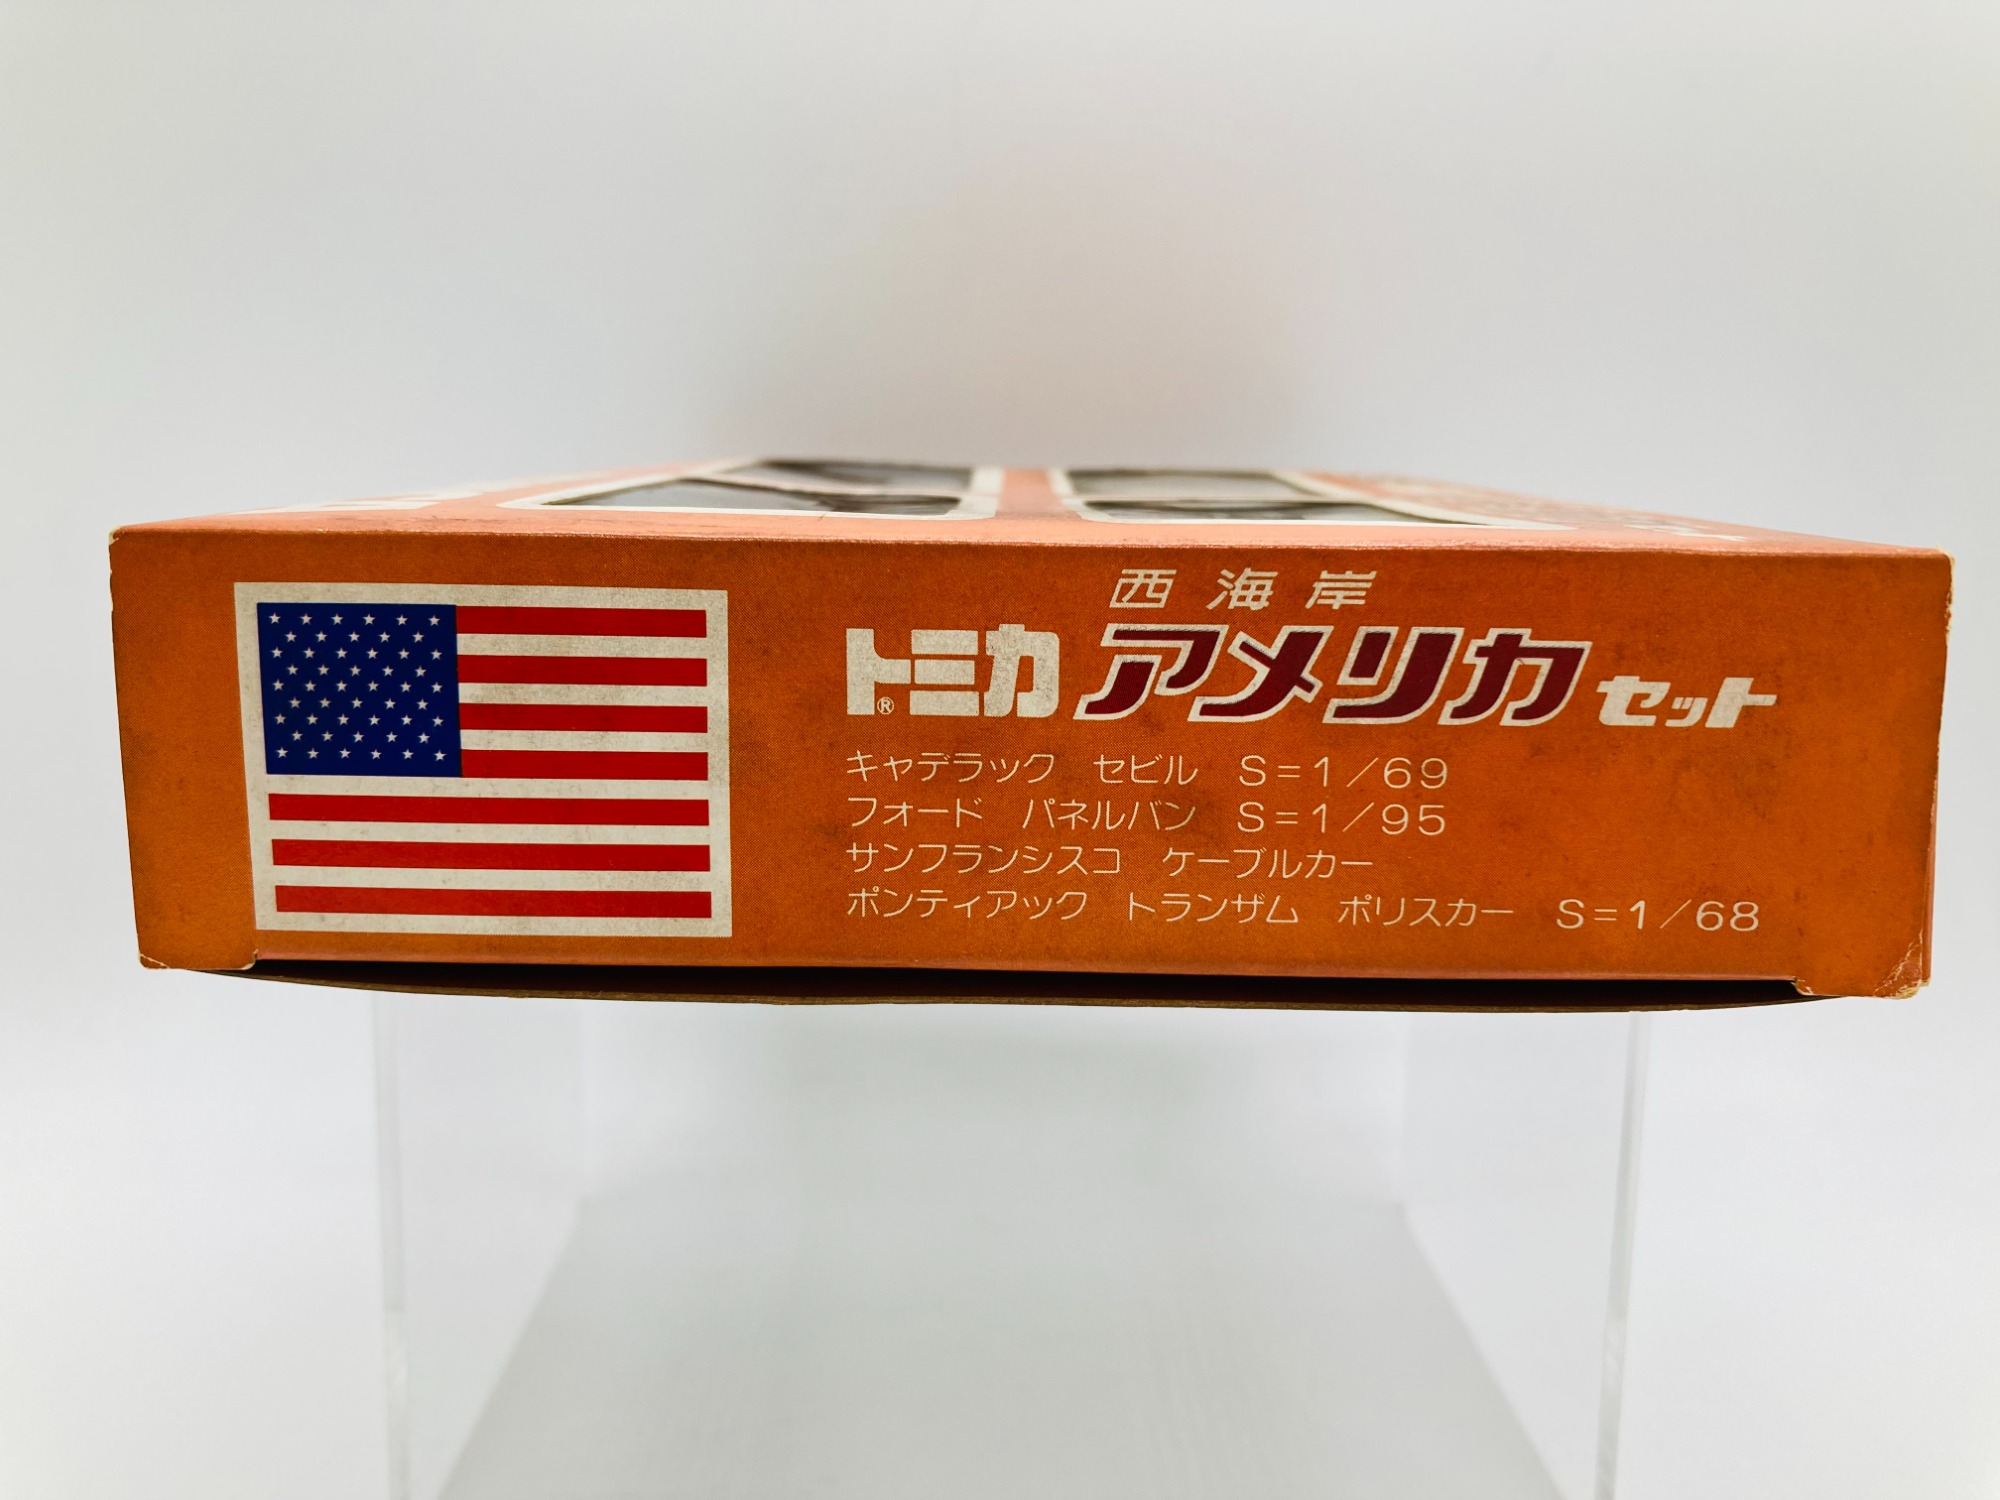 西海岸
トミカ® アメリカ セット
キャデラック セビル S=1/69
フォード パネルバン S=1/95
サンフランシスコ ケーブルカー
ポンティアック トランザム ポリスカー S=1/68